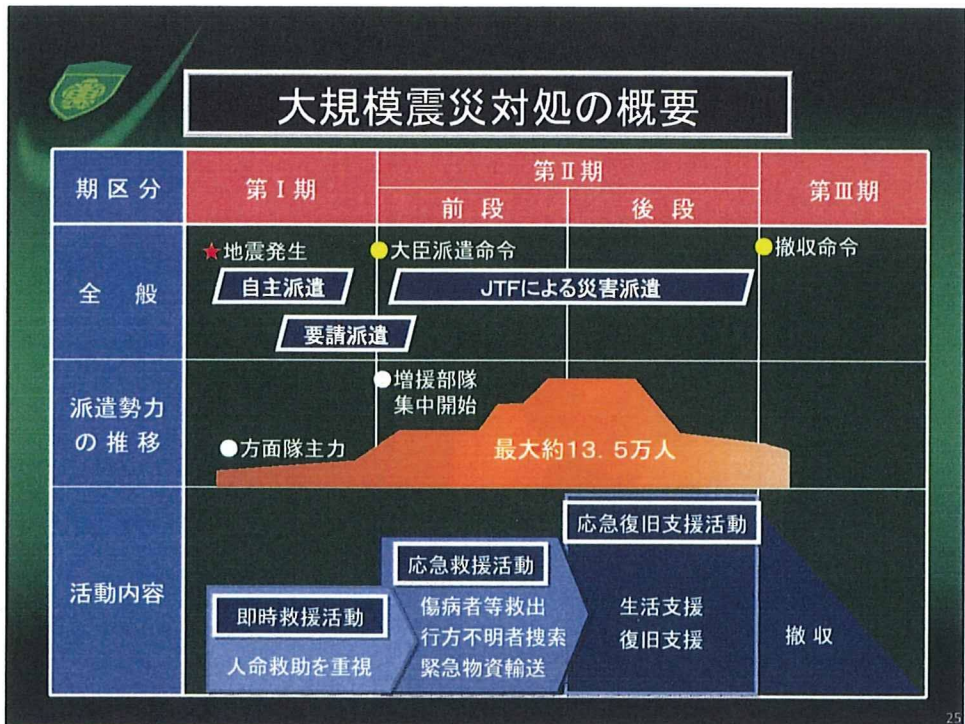 大規模震災対処の概要
期区分
第Ⅰ期
第Ⅱ期
前段
後段
第Ⅲ期
全般
★地震発生
大臣派遣命令
撤収命令
自主派遣
JTFによる災害派遣
要請派遣
派遣勢力
の推移
増援部隊
集中開始
方面隊主力
最大約13.5万人
活動内容
即時救援活動
人命救助を重視
応急救援活動
傷病者等救出
行方不明者捜索
緊急物資輸送
応急復旧支援活動
生活支援
復旧支援
撤収
25